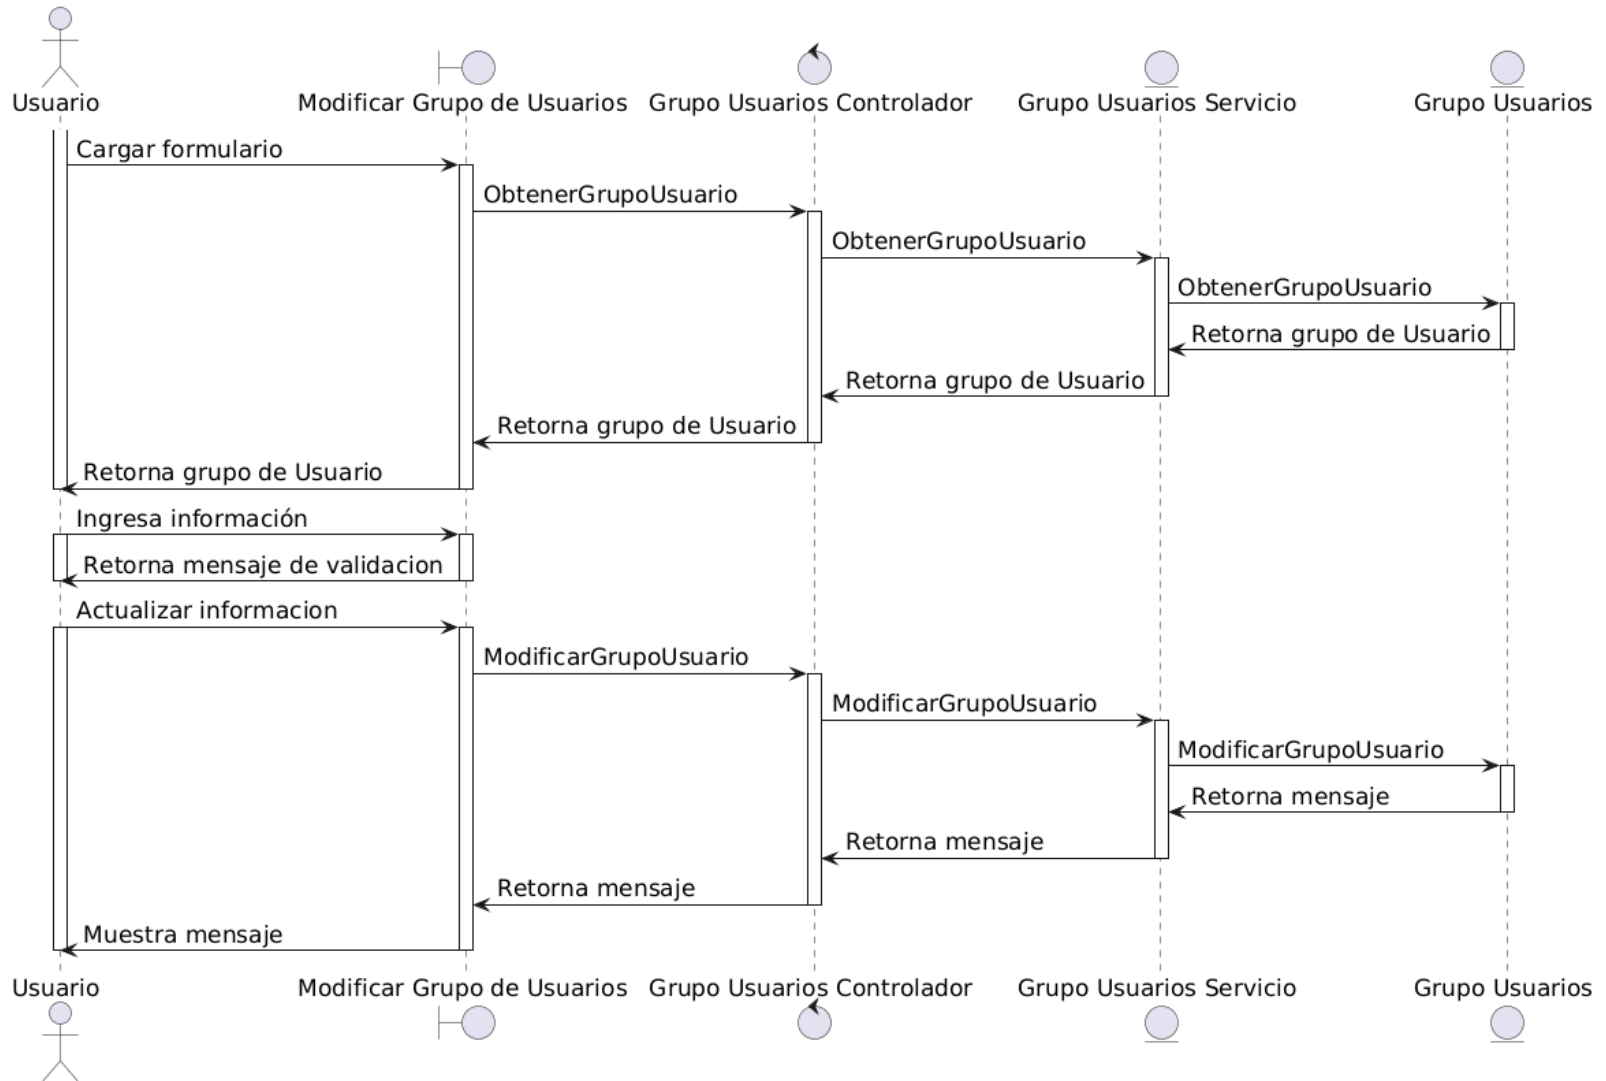 Usuario
Modificar Grupo de Usuarios
Grupo Usuarios Controlador
Grupo Usuarios Servicio
Grupo Usuarios
Cargar formulario
ObtenerGrupoUsuario
ObtenerGrupoUsuario
ObtenerGrupoUsuario
Retorna grupo de Usuario
Retorna grupo de Usuario
Retorna grupo de Usuario
Retorna grupo de Usuario
Ingresa información
Retorna mensaje de validacion
Actualizar informacion
ModificarGrupoUsuario
ModificarGrupoUsuario
ModificarGrupoUsuario
Retorna mensaje
Retorna mensaje
Retorna mensaje
Muestra mensaje
Usuario
Modificar Grupo de Usuarios
Grupo Usuarios Controlador
Grupo Usuarios Servicio
Grupo Usuarios